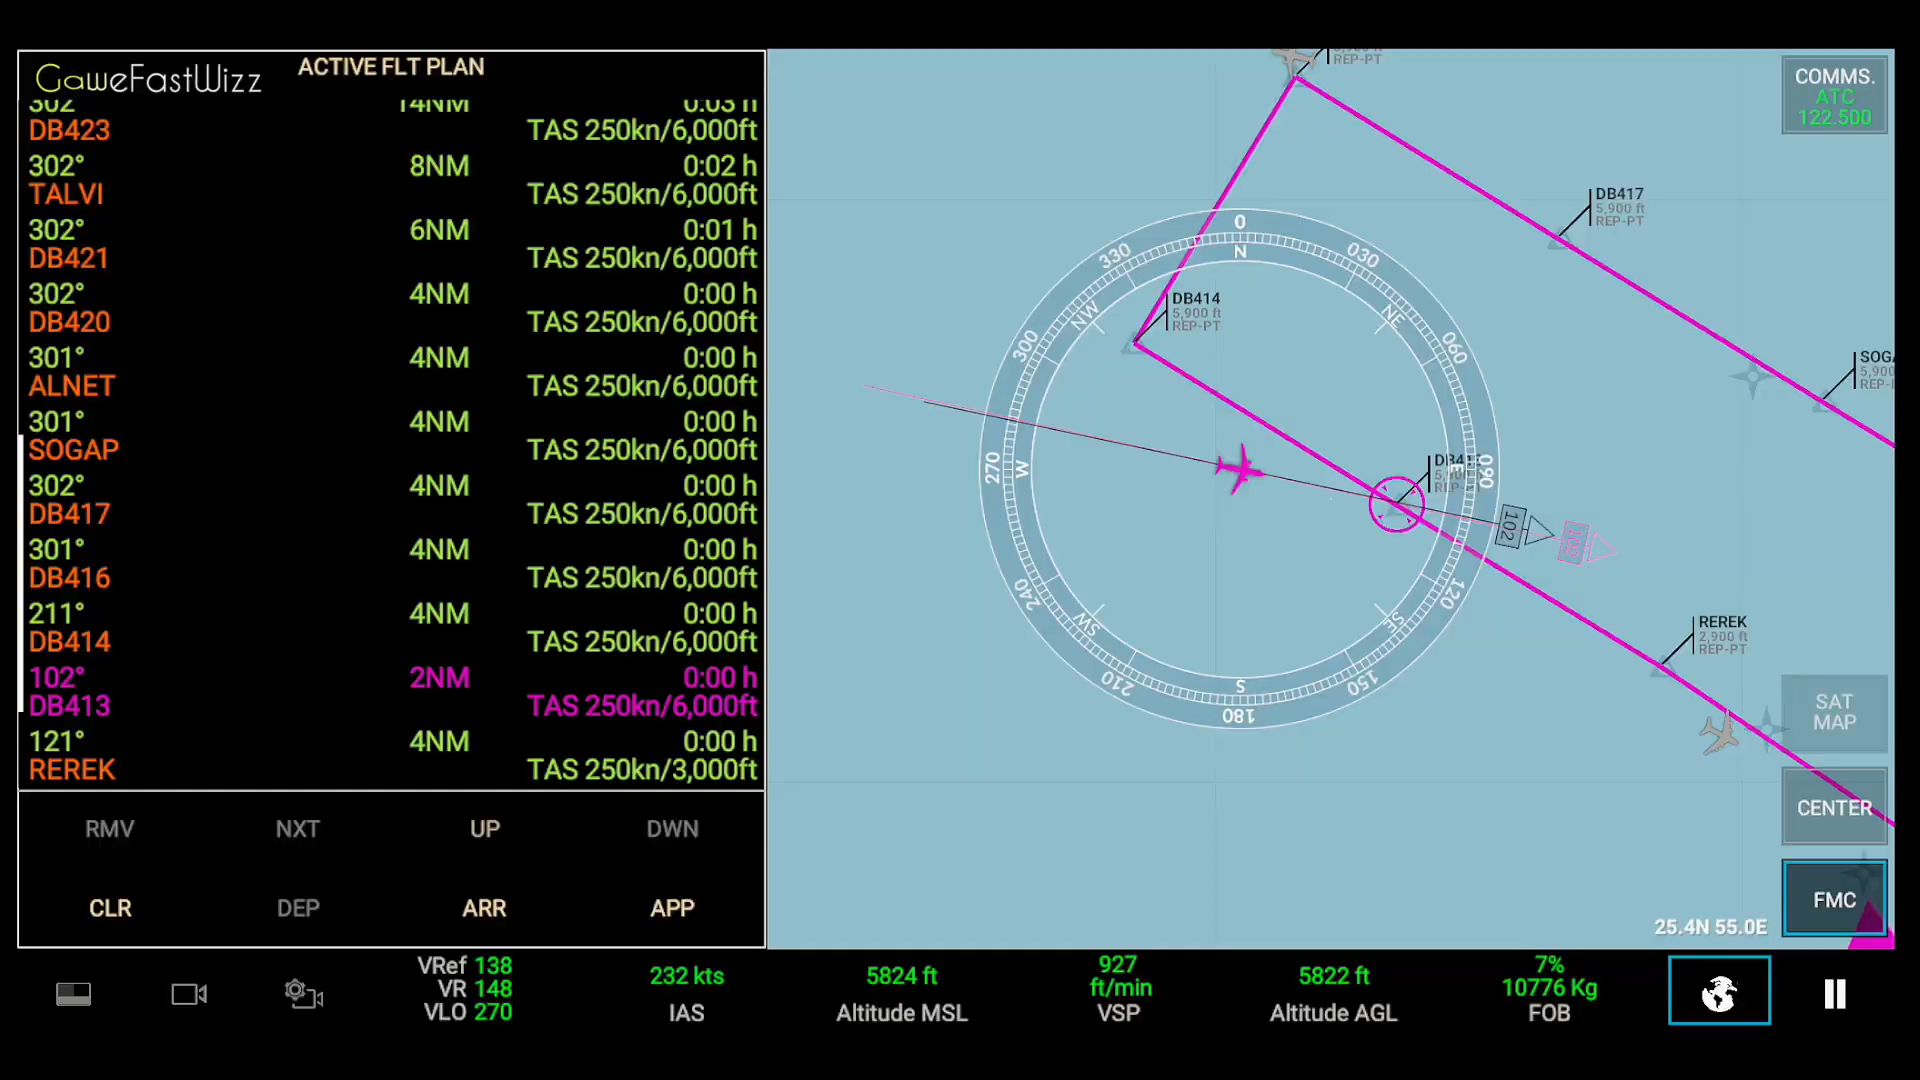 GaweFastWizz
ACTIVE FLT PLAN
302 14NM 0:03 h
DB423 TAS 250kn/6,000ft
302° 8NM 0:02 h
TALVI TAS 250kn/6,000ft
302° 6NM 0:01 h
DB421 TAS 250kn/6,000ft
302° 4NM 0:00 h
DB420 TAS 250kn/6,000ft
301° 4NM 0:00 h
ALNET TAS 250kn/6,000ft
301° 4NM 0:00 h
SOGAP TAS 250kn/6,000ft
302° 4NM 0:00 h
DB417 TAS 250kn/6,000ft
301° 4NM 0:00 h
DB416 TAS 250kn/6,000ft
211° 4NM 0:00 h
DB414 TAS 250kn/6,000ft
102° 2NM 0:00 h
DB413 TAS 250kn/6,000ft
121° 4NM 0:00 h
REREK TAS 250kn/3,000ft
RMV NXT UP DWN
CLR DEP ARR APP
REP-PT
COMMS.
ATC
122.500
DB417
5,900 ft
REP-PT
DB414
5,900 ft
REP-PT
5,900
REREK
2,900 ft
REP-PT
0
030
060
090
120
150
180
210
240
270
300
330
N
NE
E
SE
S
SW
W
NW
102
102
SAT
MAP
CENTER
FMC
25.4N 55.0E
VRef 138
VR 148
VLO 270
232 kts
IAS
5824 ft
Altitude MSL
927
ft/min
VSP
5822 ft
Altitude AGL
7%
10776 Kg
FOB